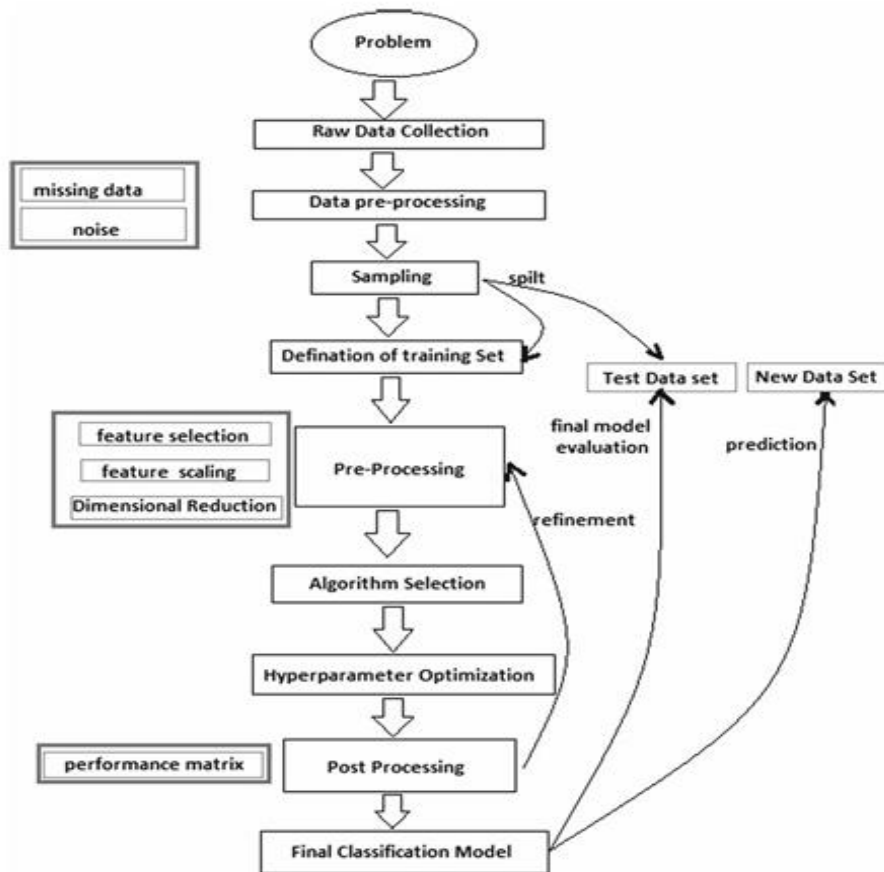 Problem
Raw Data Collection
missing data
noise
Data pre-processing
Sampling
spilt
Defination of training Set
Test Data set
New Data Set
feature selection
feature scaling
Dimensional Reduction
Pre-Processing
final model
evaluation
prediction
refinement
Algorithm Selection
Hyperparameter Optimization
performance matrix
Post Processing
Final Classification Model